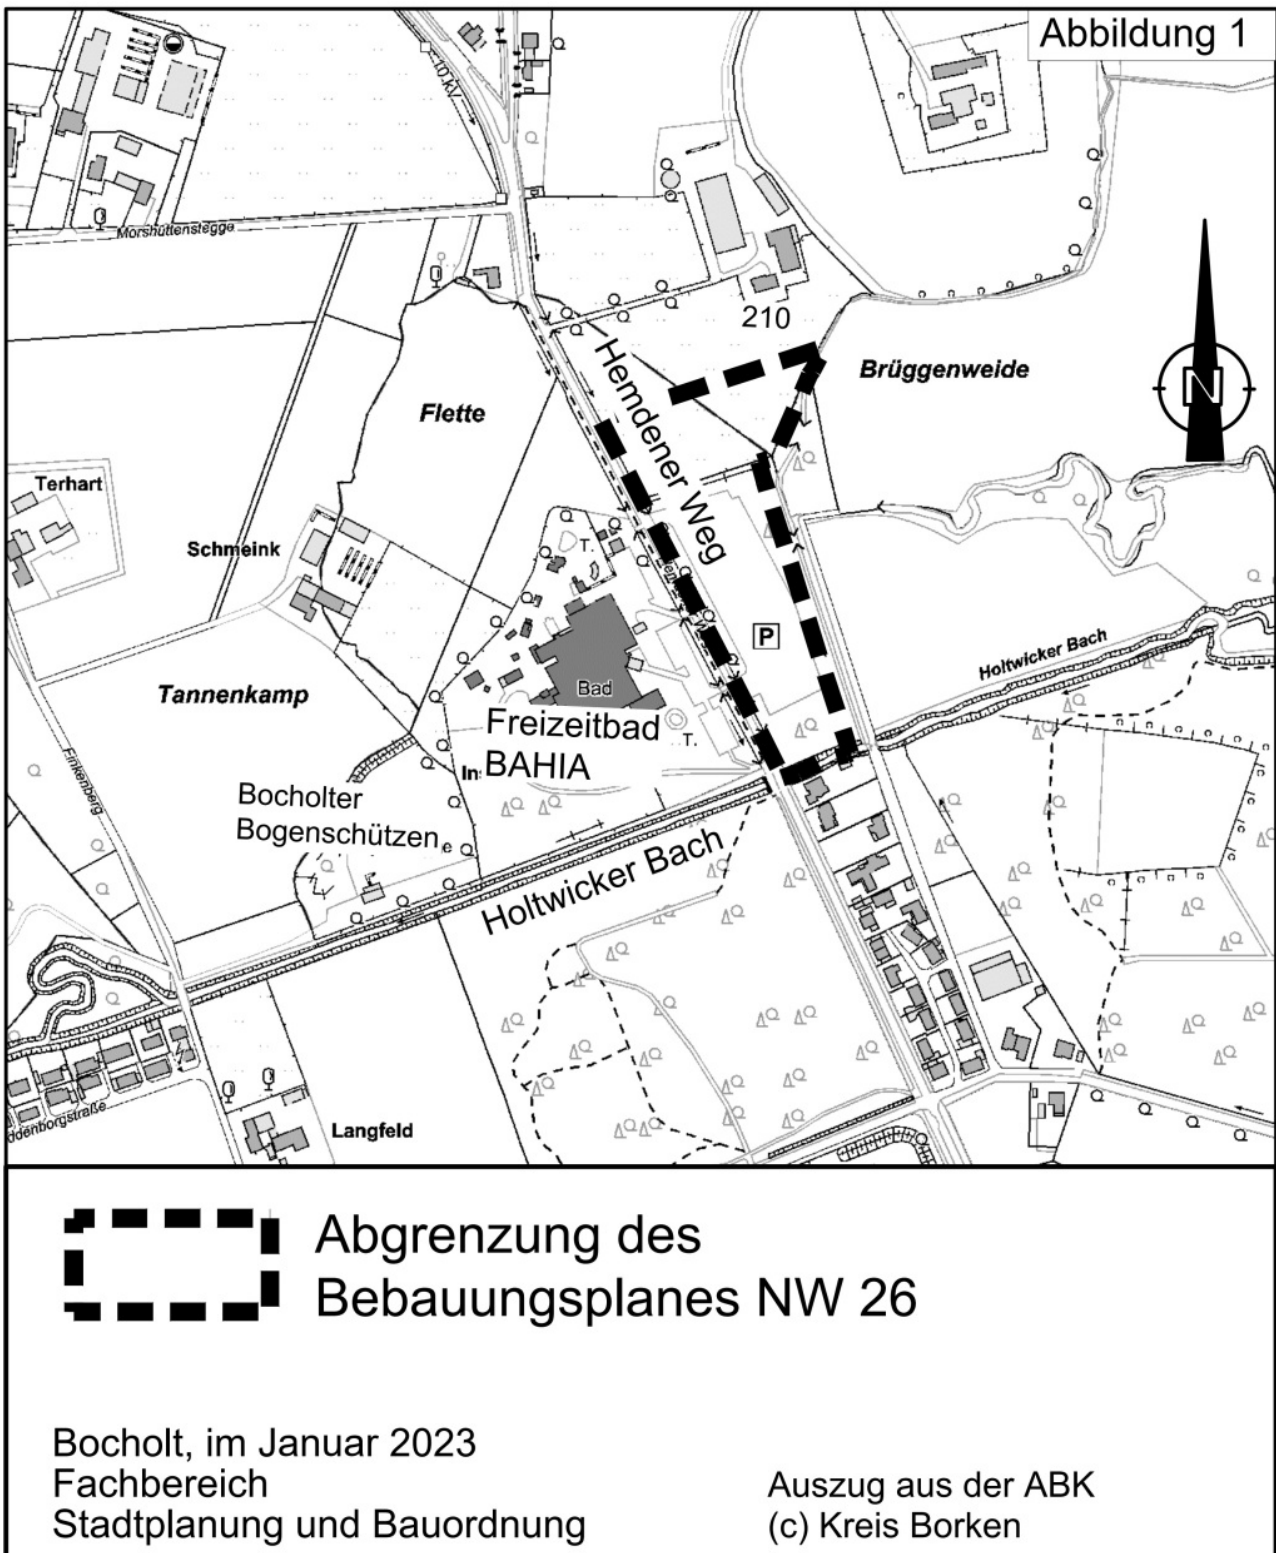 Abbildung 1
10 kV
Morshüttenstegge
210
Hemdener Weg
Brüggenweide
N
Flette
Terhart
Schmeink
T.
P
Holtwicker Bach
Tannenkamp
Bad
Freizeitbad
BAHIA
T.
Finkenberg
Bocholter
Bogenschützen
Holtwicker Bach
Langfeld
Abgrenzung des
Bebauungsplanes NW 26
Bocholt, im Januar 2023
Fachbereich
Stadtplanung und Bauordnung
Auszug aus der ABK
(c) Kreis Borken